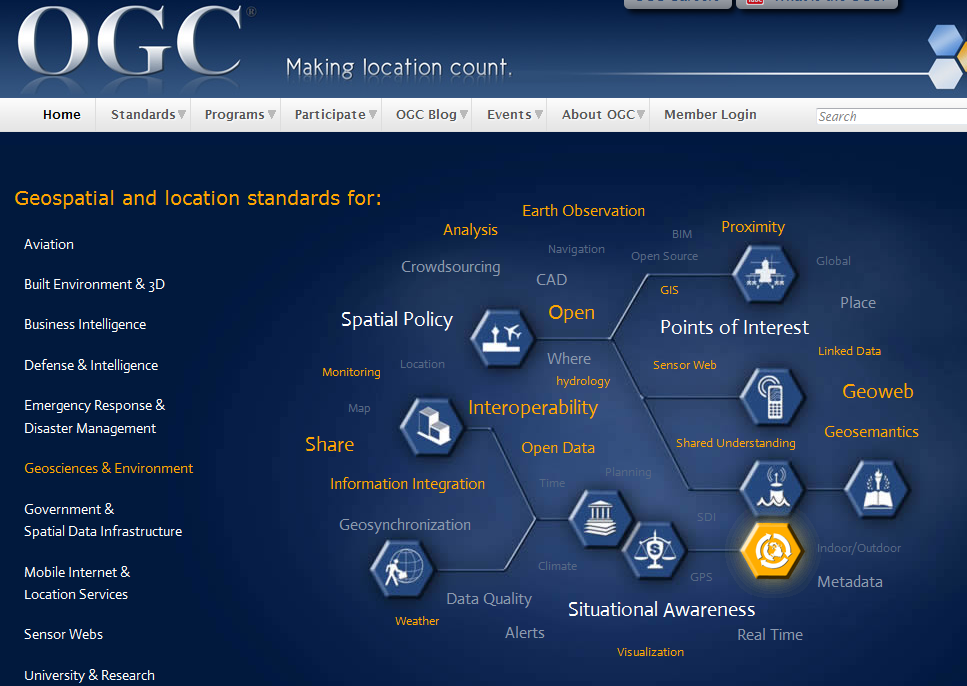 OGC®
Making location count.
Home Standards Programs Participate OGC Blog Events About OGC Member Login Search
Geospatial and location standards for:
Aviation
Built Environment & 3D
Business Intelligence
Defense & Intelligence
Emergency Response &
Disaster Management
Geosciences & Environment
Government &
Spatial Data Infrastructure
Mobile Internet &
Location Services
Sensor Webs
University & Research
Earth Observation
Analysis
Proximity
BIM
Navigation
Open Source
Crowdsourcing
Global
CAD
GIS
Place
Open
Spatial Policy
Points of Interest
Where
Linked Data
Location
Sensor Web
Monitoring
hydrology
Geoweb
Map
Interoperability
Geosemantics
Share
Shared Understanding
Open Data
Planning
Information Integration
Time
SDI
Geosynchronization
Indoor/Outdoor
Climate
GPS
Metadata
Data Quality
Situational Awareness
Weather
Alerts
Real Time
Visualization